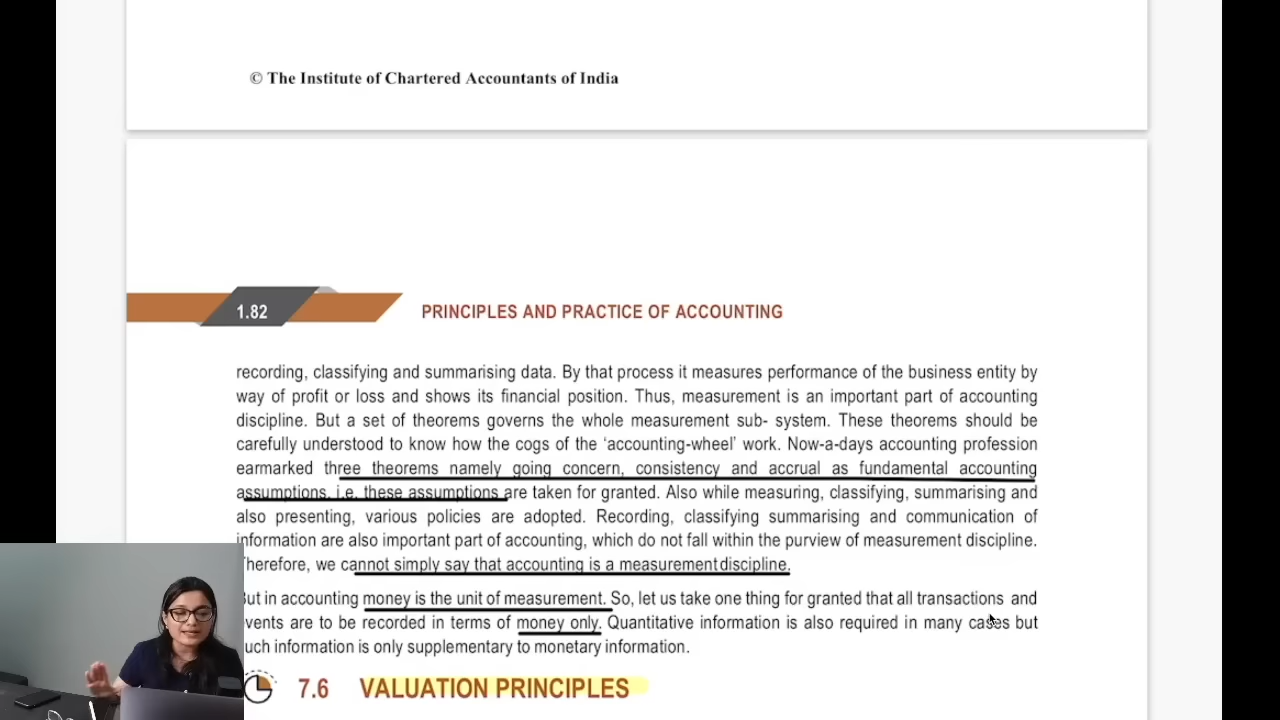 © The Institute of Chartered Accountants of India
1.82
PRINCIPLES AND PRACTICE OF ACCOUNTING
recording, classifying and summarising data. By that process it measures performance of the business entity by
way of profit or loss and shows its financial position. Thus, measurement is an important part of accounting
discipline. But a set of theorems governs the whole measurement sub- system. These theorems should be
carefully understood to know how the cogs of the ‘accounting-wheel’ work. Now-a-days accounting profession
earmarked three theorems namely going concern, consistency and accrual as fundamental accounting
assumptions, i.e. these assumptions are taken for granted. Also while measuring, classifying, summarising and
also presenting, various policies are adopted. Recording, classifying summarising and communication of
information are also important part of accounting, which do not fall within the purview of measurement discipline.
herefore, we cannot simply say that accounting is a measurement discipline.
ut in accounting money is the unit of measurement. So, let us take one thing for granted that all transactions and
vents are to be recorded in terms of money only. Quantitative information is also required in many cases but
uch information is only supplementary to monetary information.
7.6 VALUATION PRINCIPLES